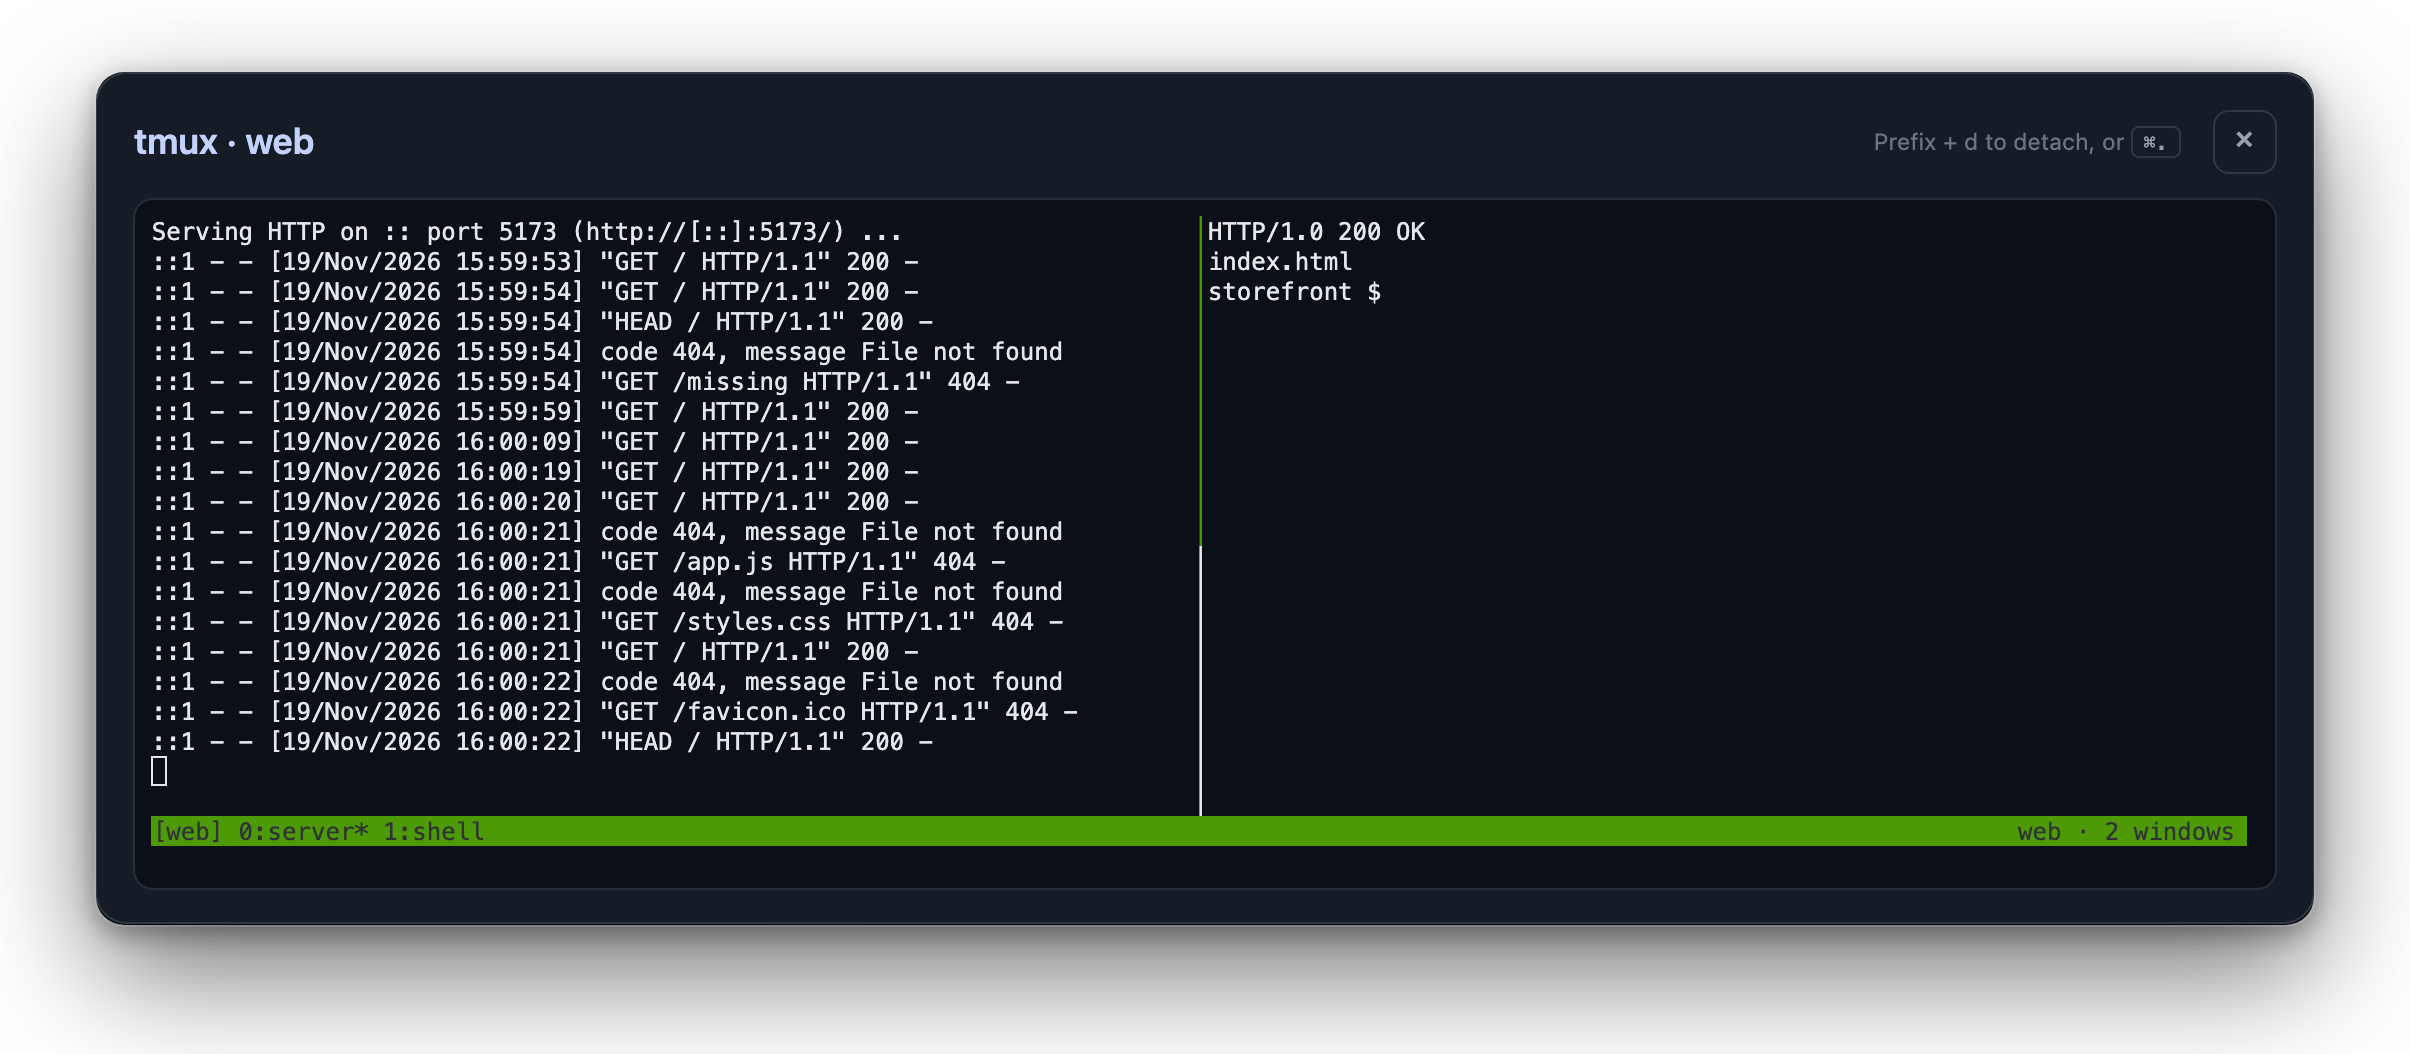 tmux · web
Prefix + d to detach, or ⌘.
×
Serving HTTP on :: port 5173 (http://[::]:5173/) ...
::1 - - [19/Nov/2026 15:59:53] "GET / HTTP/1.1" 200 -
::1 - - [19/Nov/2026 15:59:54] "GET / HTTP/1.1" 200 -
::1 - - [19/Nov/2026 15:59:54] "HEAD / HTTP/1.1" 200 -
::1 - - [19/Nov/2026 15:59:54] code 404, message File not found
::1 - - [19/Nov/2026 15:59:54] "GET /missing HTTP/1.1" 404 -
::1 - - [19/Nov/2026 15:59:59] "GET / HTTP/1.1" 200 -
::1 - - [19/Nov/2026 16:00:09] "GET / HTTP/1.1" 200 -
::1 - - [19/Nov/2026 16:00:19] "GET / HTTP/1.1" 200 -
::1 - - [19/Nov/2026 16:00:20] "GET / HTTP/1.1" 200 -
::1 - - [19/Nov/2026 16:00:21] code 404, message File not found
::1 - - [19/Nov/2026 16:00:21] "GET /app.js HTTP/1.1" 404 -
::1 - - [19/Nov/2026 16:00:21] code 404, message File not found
::1 - - [19/Nov/2026 16:00:21] "GET /styles.css HTTP/1.1" 404 -
::1 - - [19/Nov/2026 16:00:21] "GET / HTTP/1.1" 200 -
::1 - - [19/Nov/2026 16:00:22] code 404, message File not found
::1 - - [19/Nov/2026 16:00:22] "GET /favicon.ico HTTP/1.1" 404 -
::1 - - [19/Nov/2026 16:00:22] "HEAD / HTTP/1.1" 200 -
HTTP/1.0 200 OK
index.html
storefront $
[web] 0:server* 1:shell
web · 2 windows